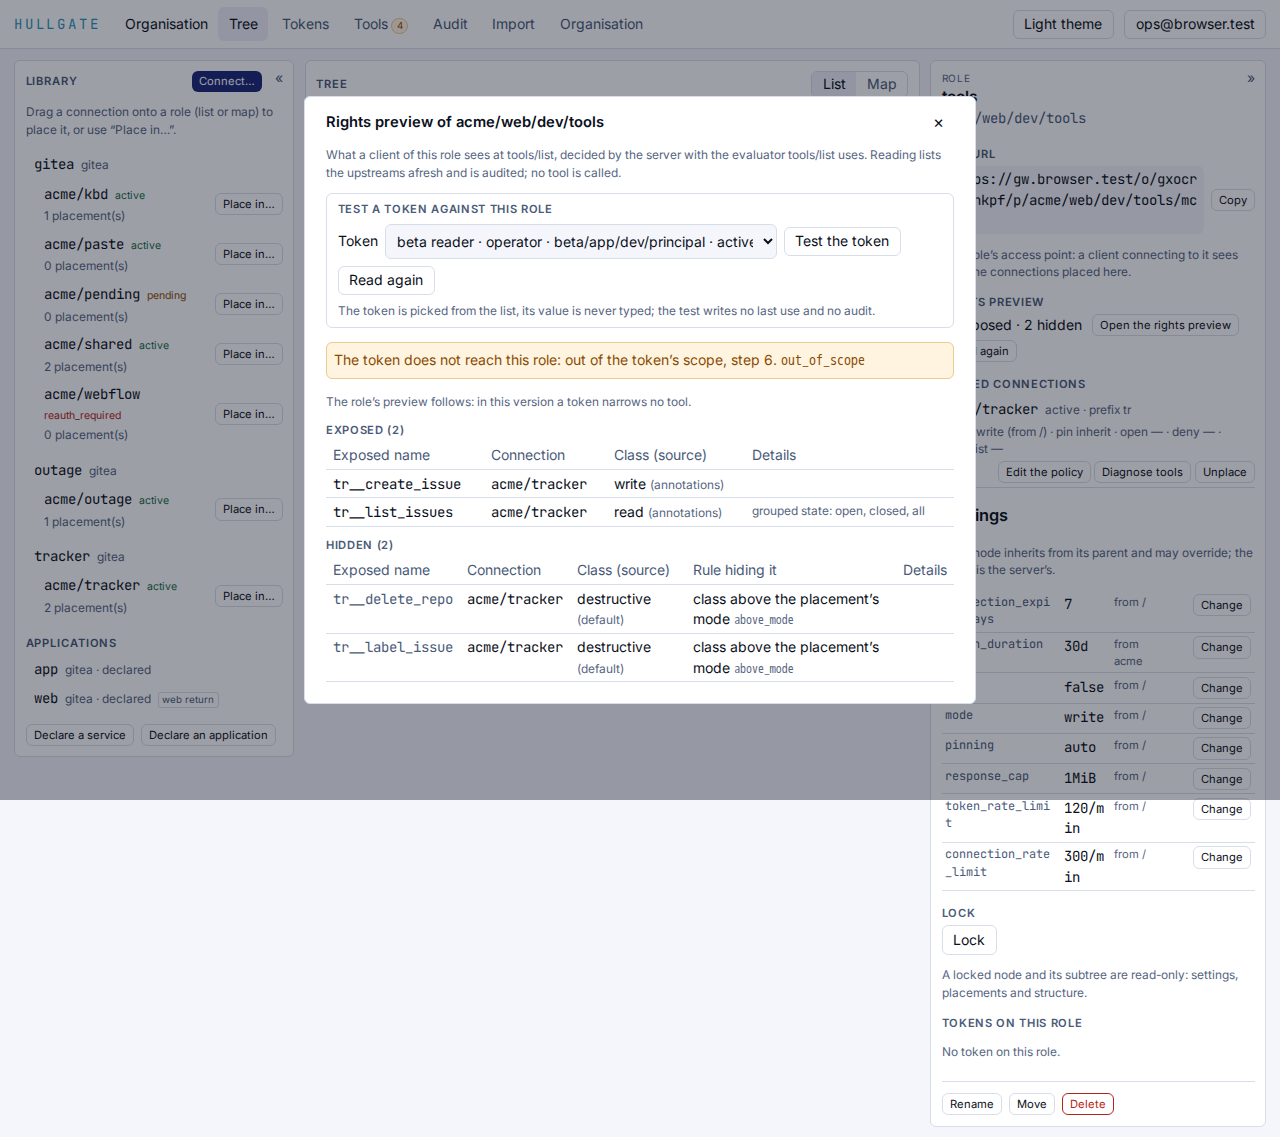 HULLGATE Organisation Tree Tokens Tools 4 Audit Import Organisation Light theme ops@browser.test
LIBRARY Connect… «
Drag a connection onto a role (list or map) to
place it, or use “Place in…”.
gitea gitea
acme/kbd active
1 placement(s)
Place in…
acme/paste active
0 placement(s)
Place in…
acme/pending pending
0 placement(s)
Place in…
acme/shared active
2 placement(s)
Place in…
acme/webflow
reauth_required
0 placement(s)
Place in…
outage gitea
acme/outage active
1 placement(s)
Place in…
tracker gitea
acme/tracker active
2 placement(s)
Place in…
APPLICATIONS
app gitea · declared
web gitea · declared web return
Declare a service Declare an application
TREE List Map
Rights preview of acme/web/dev/tools ×
What a client of this role sees at tools/list, decided by the server with the evaluator tools/list uses. Reading lists
the upstreams afresh and is audited; no tool is called.
TEST A TOKEN AGAINST THIS ROLE
Token beta reader · operator · beta/app/dev/principal · active Test the token
Read again
The token is picked from the list, its value is never typed; the test writes no last use and no audit.
The token does not reach this role: out of the token’s scope, step 6. out_of_scope
The role’s preview follows: in this version a token narrows no tool.
EXPOSED (2)
Exposed name Connection Class (source) Details
tr__create_issue acme/tracker write (annotations)
tr__list_issues acme/tracker read (annotations) grouped state: open, closed, all
HIDDEN (2)
Exposed name Connection Class (source) Rule hiding it Details
tr__delete_repo acme/tracker destructive (default) class above the placement’s mode above_mode
tr__label_issue acme/tracker destructive (default) class above the placement’s mode above_mode
ROLE »
/web/dev/tools
URL
ps://gw.browser.test/o/gxocr
nkpf/p/acme/web/dev/tools/mc
Copy
ole’s access point: a client connecting to it sees
he connections placed here.
TS PREVIEW
posed · 2 hidden Open the rights preview
again
ED CONNECTIONS
/tracker active · prefix tr
write (from /) · pin inherit · open — · deny — ·
ist —
Edit the policy Diagnose tools Unplace
ings
node inherits from its parent and may override; the
is the server’s.
ection_expi
ays
7 from / Change
n_duration 30d from acme Change
false from / Change
mode write from / Change
pinning auto from / Change
response_cap 1MiB from / Change
token_rate_limi
t
120/m
in
from / Change
connection_rate
_limit
300/m
in
from / Change
LOCK
Lock
A locked node and its subtree are read-only: settings,
placements and structure.
TOKENS ON THIS ROLE
No token on this role.
Rename Move Delete